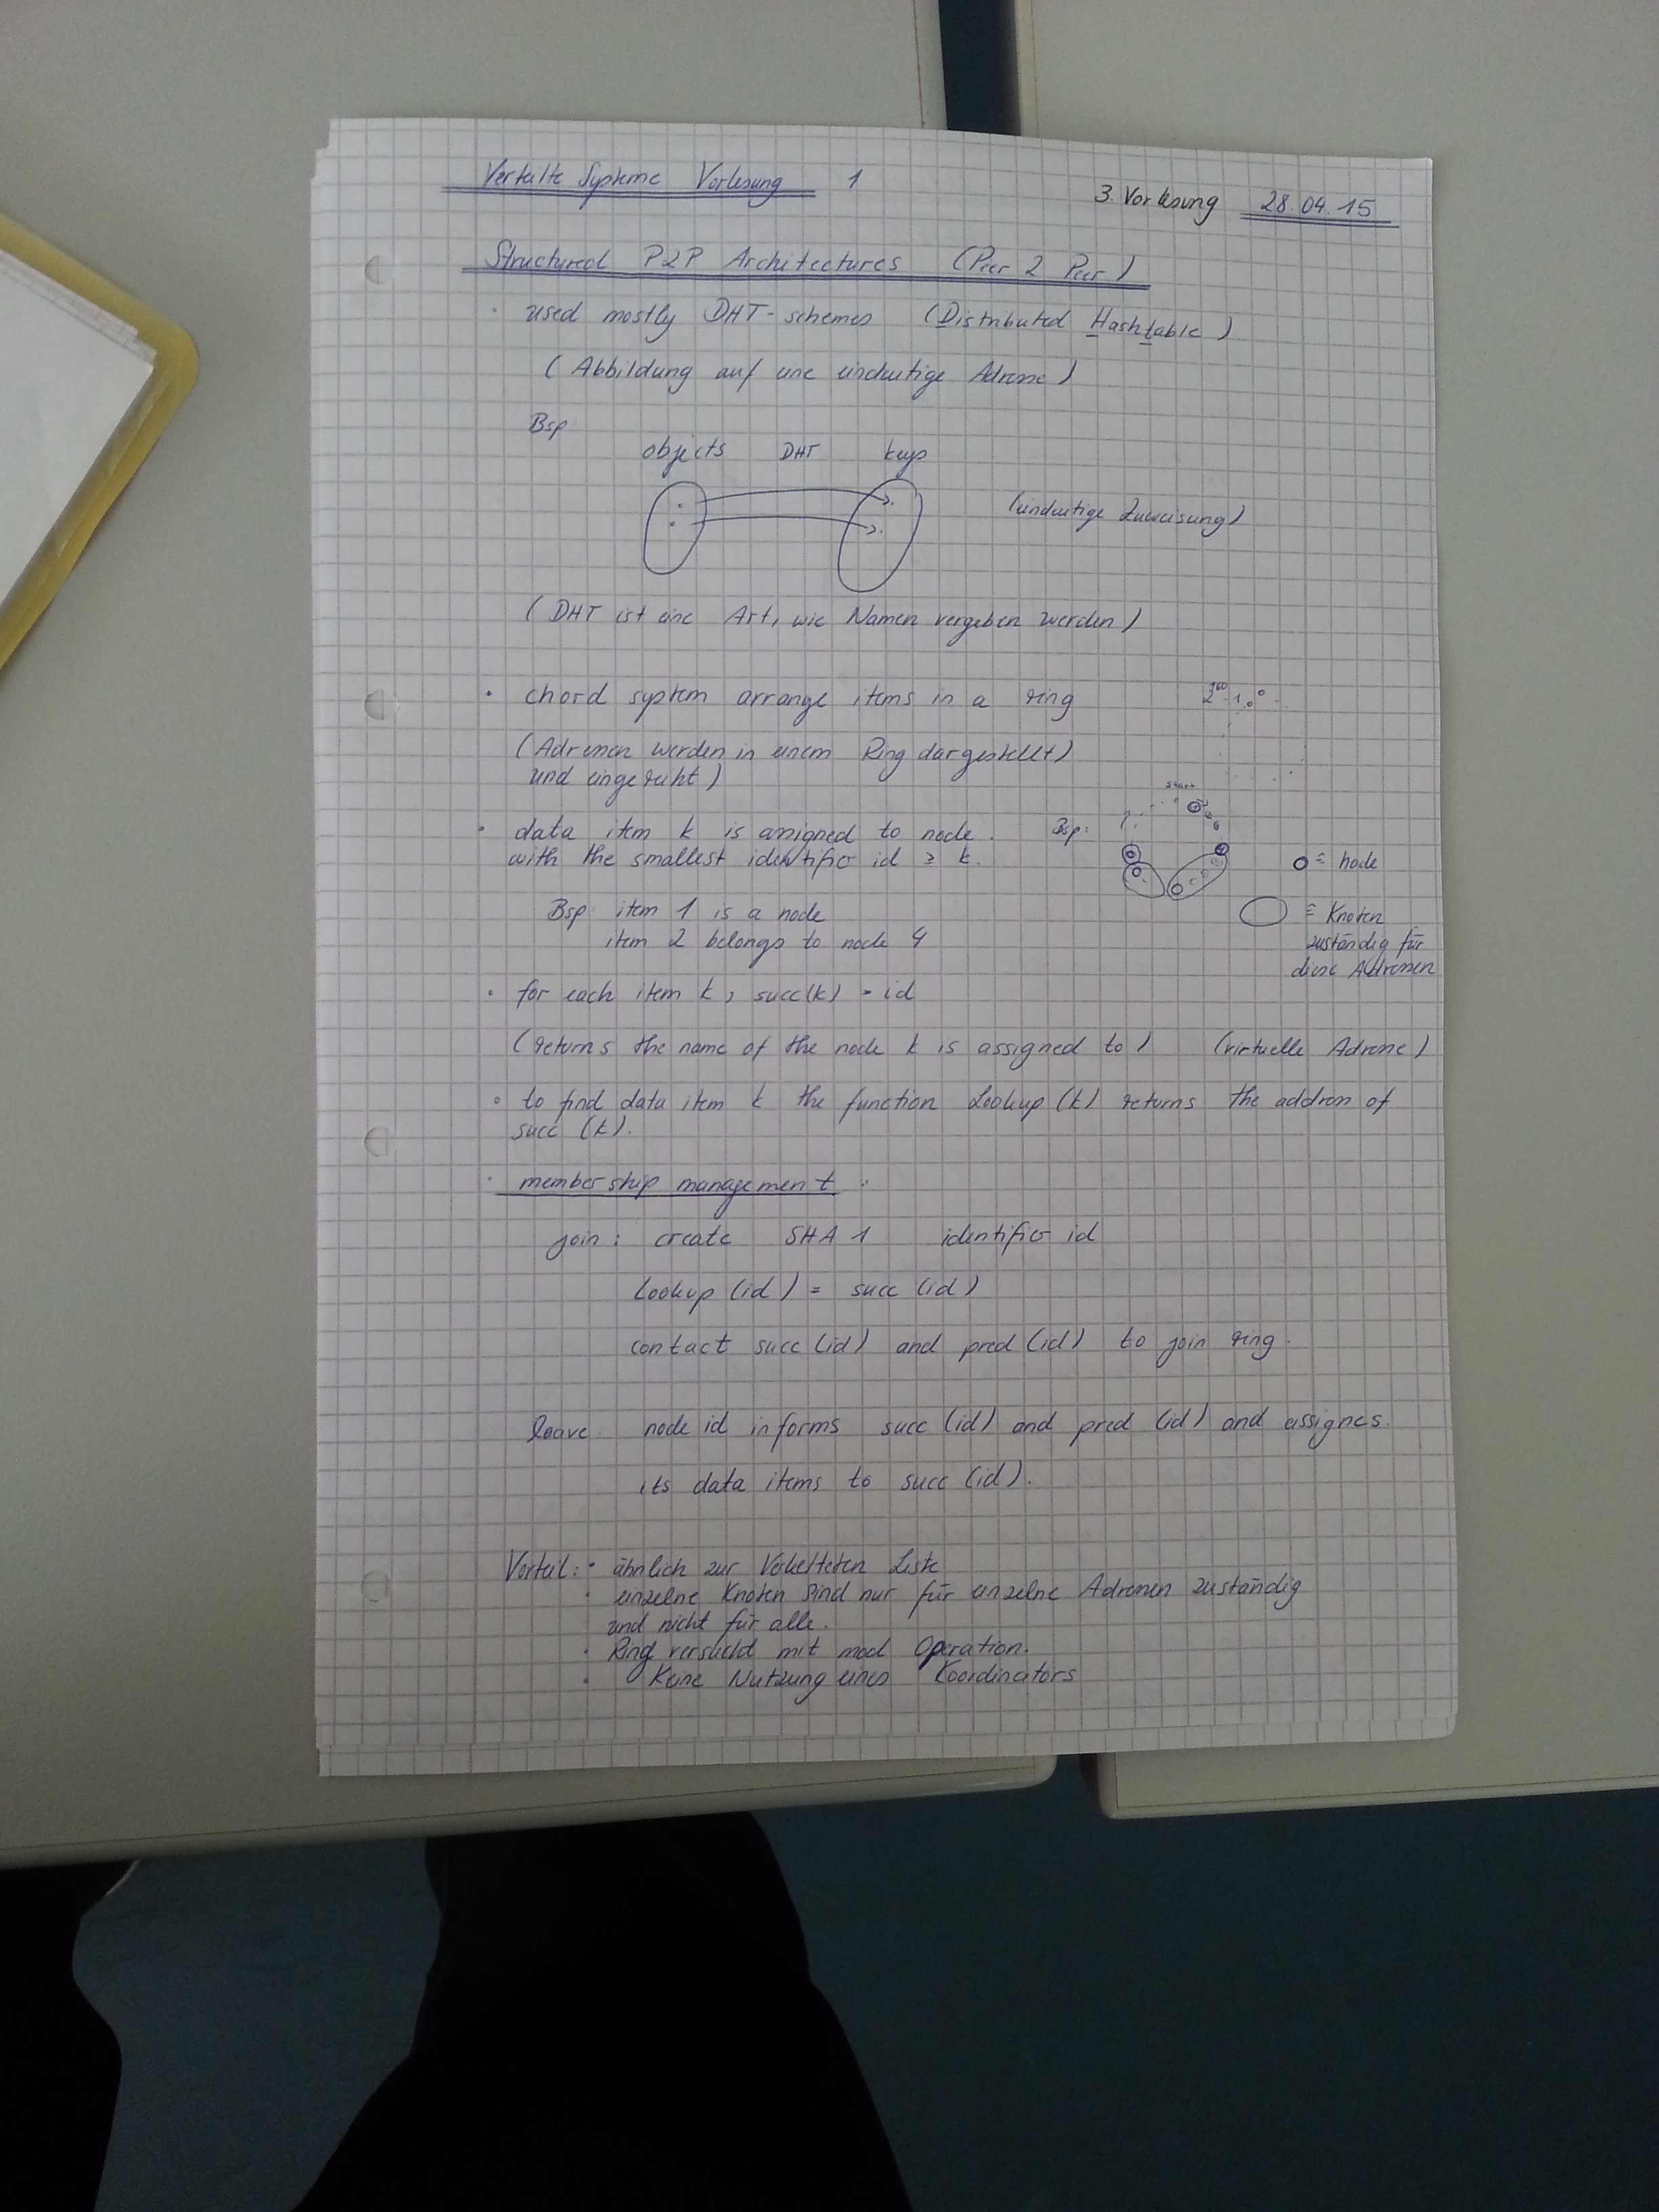 Verteilte Systeme Vorlesung 1
3. Vorlesung 28.04.15
Structured P2P Architectures (Peer 2 Peer)
· used mostly DHT-schemes (Distributed Hashtable)
(Abbildung auf eine eindeutige Adresse)
Bsp:
objects DHT keys
(eindeutige Zuweisung)
(DHT ist eine Art, wie Namen vergeben werden)
· chord system arrange items in a ring
2^160-1 0
(Adressen werden in einem Ring dargestellt)
und eingereiht)
start
· data item k is assigned to node
Bsp:
with the smallest identifier id ≥ k.
o ≙ node
Bsp: item 1 is a node
item 2 belongs to node 4
≙ Knoten
zuständig für
diese Adressen
· for each item k, succ(k) = id
(returns the name of the node k is assigned to) (virtuelle Adresse)
· to find data item k the function Lookup (k) returns the address of
succ (k).
· membership management:
join: create SHA 1 identifier id
Lookup (id) = succ (id)
contact succ (id) and pred (id) to join ring.
leave: node id informs succ (id) and pred (id) and assignes
its data items to succ (id).
Vorteil: · ähnlich zur Verketteten Liste
· einzelne Knoten sind nur für einzelne Adressen zuständig
und nicht für alle.
· Ring versucht mit mod Operation.
· Keine Nutzung eines Koordinators